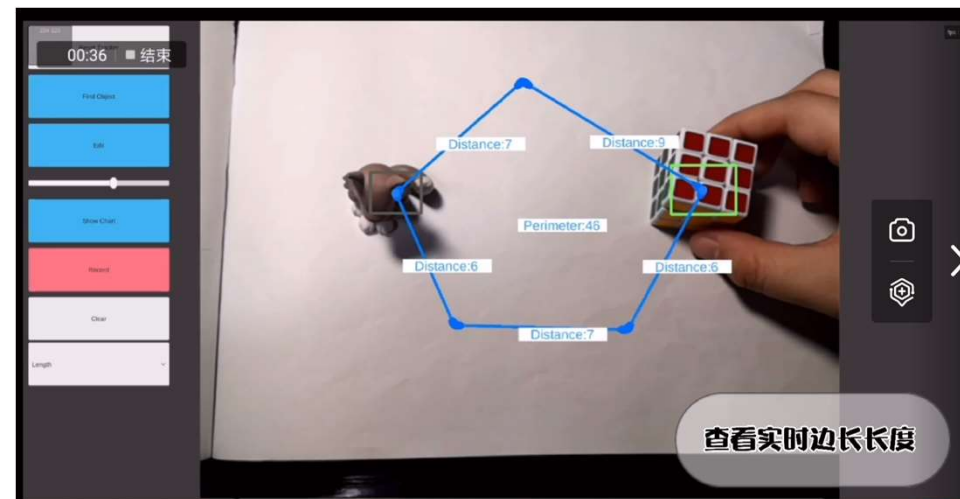 00:36
结束
Find Object
Edit
Show Chart
Record
Clear
Length
Distance:7
Distance:9
Perimeter:46
Distance:6
Distance:6
Distance:7
查看实时边长长度